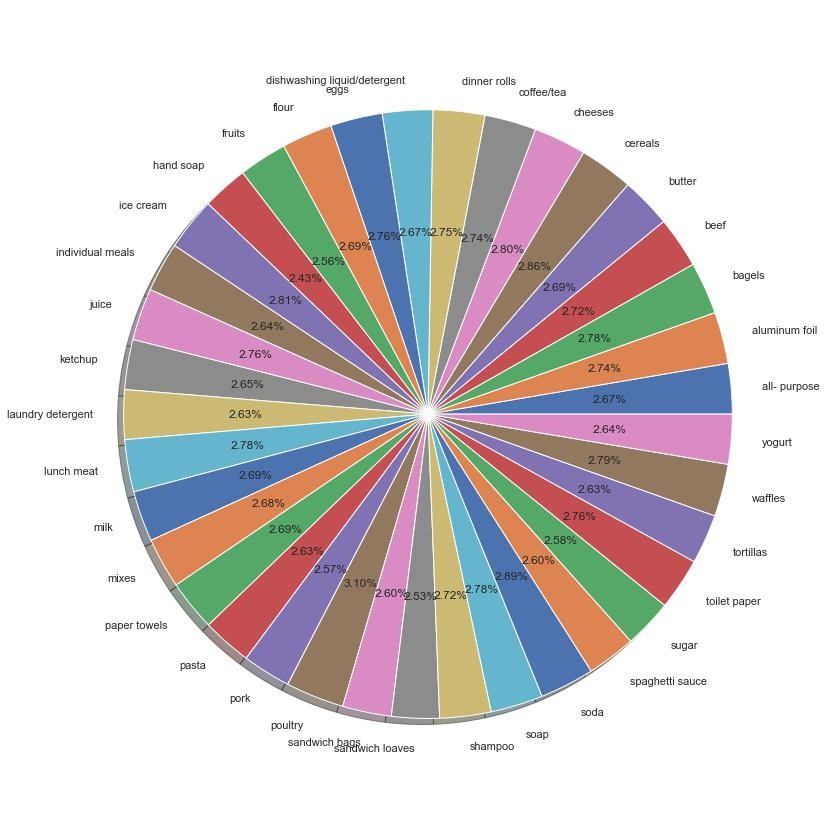 dishwashing liquid/detergent
dinner rolls
eggs
coffee/tea
flour
cheeses
fruits
cereals
hand soap
butter
ice cream
beef
individual meals
bagels
juice
aluminum foil
ketchup
all- purpose
laundry detergent
yogurt
lunch meat
waffles
milk
tortillas
mixes
toilet paper
paper towels
sugar
pasta
spaghetti sauce
pork
soda
poultry
soap
sandwich bags
sandwich loaves
shampoo
2.67%
2.74%
2.78%
2.72%
2.69%
2.86%
2.80%
2.74%
2.75%
2.67%
2.76%
2.69%
2.56%
2.43%
2.81%
2.64%
2.76%
2.65%
2.63%
2.78%
2.69%
2.68%
2.69%
2.63%
2.57%
3.10%
2.60%
2.53%
2.72%
2.78%
2.89%
2.60%
2.58%
2.76%
2.63%
2.79%
2.64%